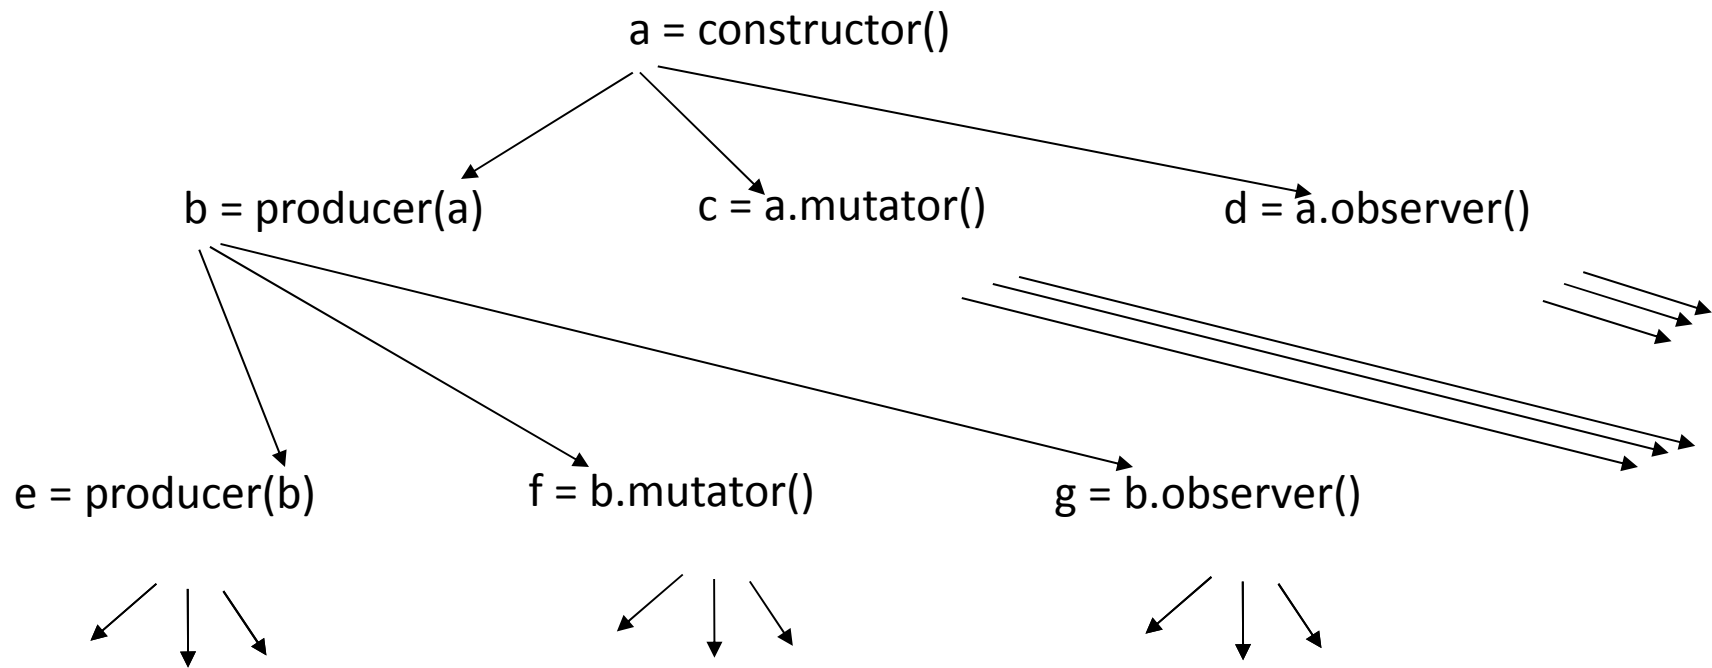 a = constructor()
b = producer(a)
c = a.mutator()
d = a.observer()
e = producer(b)
f = b.mutator()
g = b.observer()